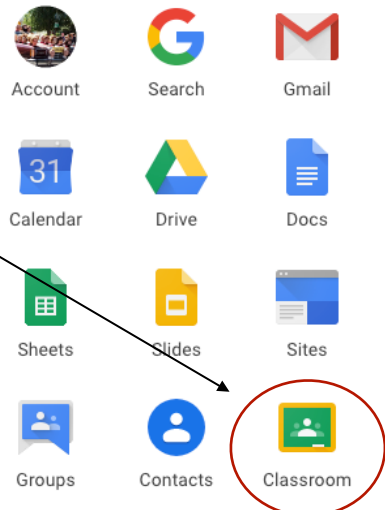 Account Search Gmail
31
Calendar Drive Docs
Sheets Slides Sites
Groups Contacts Classroom